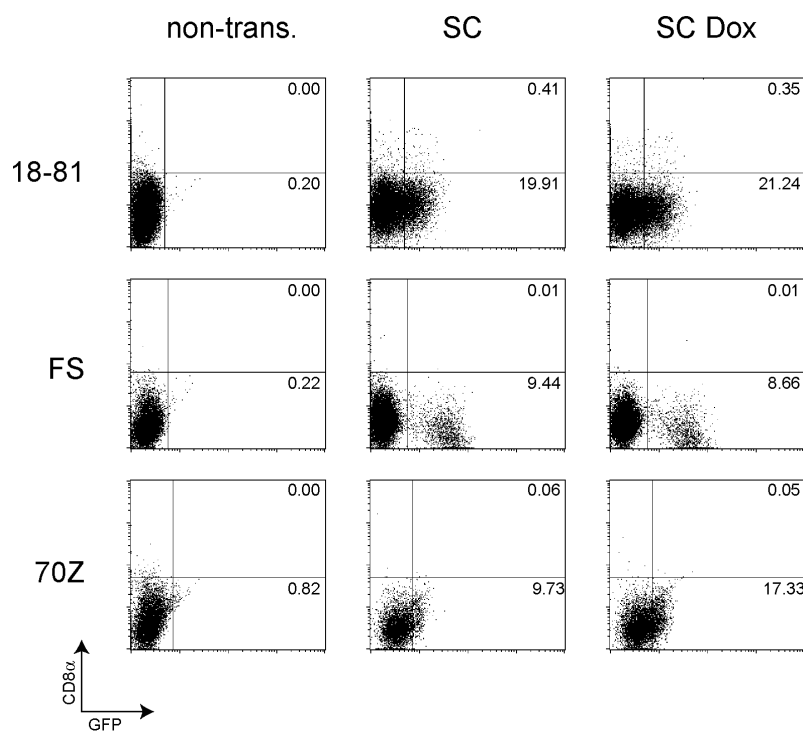 non-trans. SC SC Dox
0.00 0.41 0.35
18-81
0.20 19.91 21.24
0.00 0.01 0.01
FS
0.22 9.44 8.66
0.00 0.06 0.05
70Z
0.82 9.73 17.33
CD8α
GFP